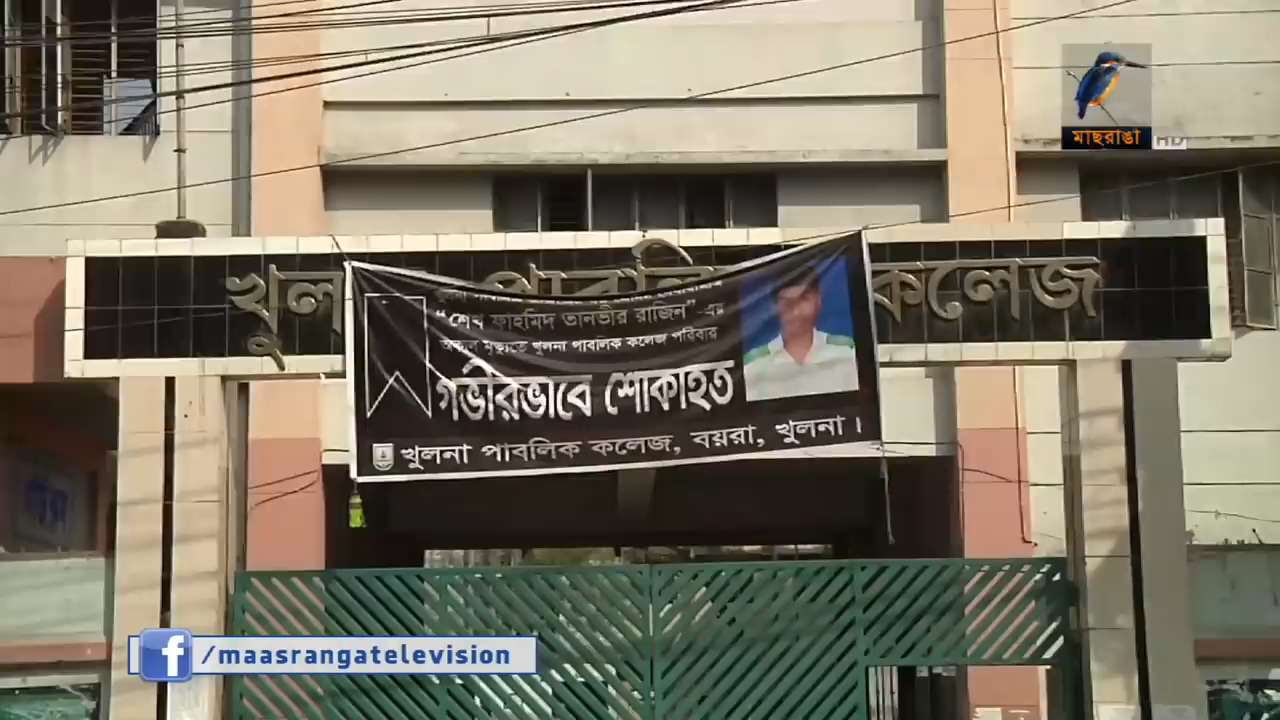 মাছরাঙা
HD
খুল পাবলি কলেজ
"শেখ ফাহমিদ তানভীর রাজিন"-এর
অকাল মৃত্যুতে খুলনা পাবলিক কলেজ পরিবার
গভীরভাবে শোকাহত
খুলনা পাবলিক কলেজ, বয়রা, খুলনা।
f /maasrangatelevision